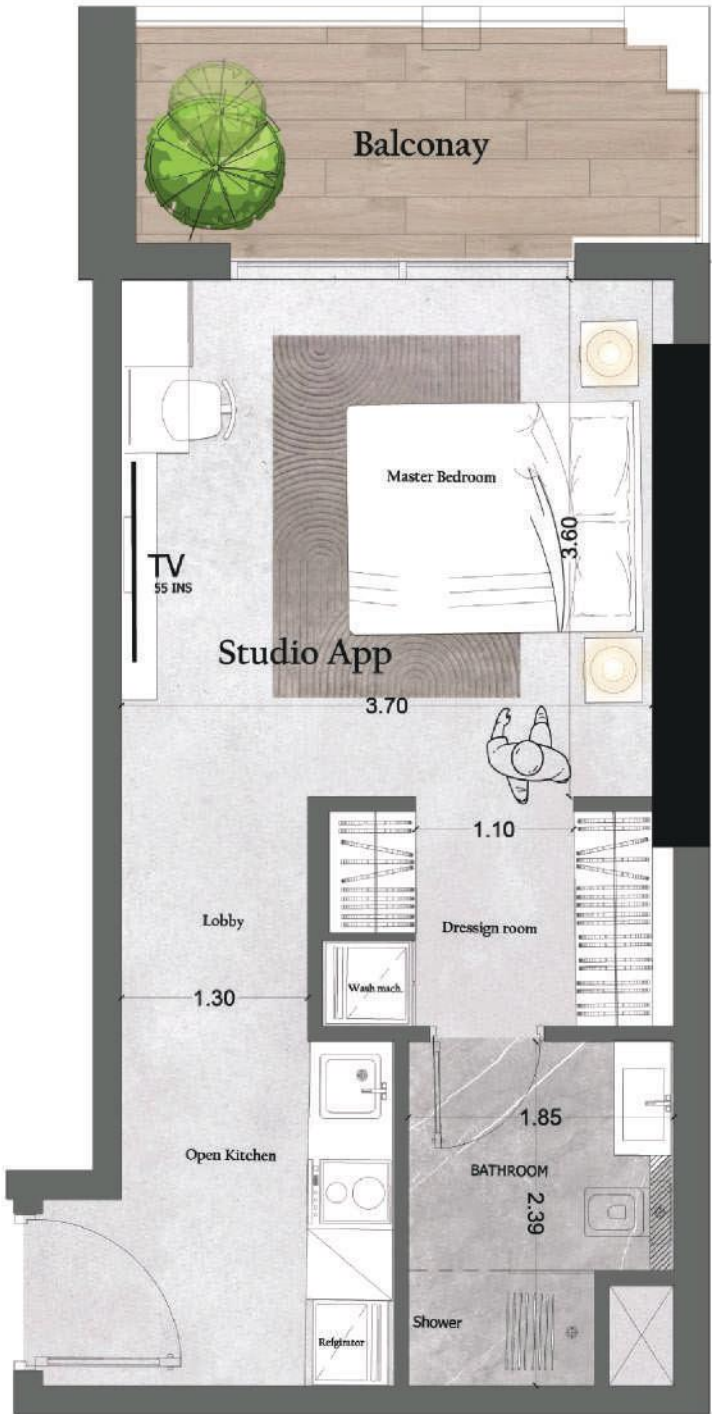 Balconay
Master Bedroom
3.60
TV
55 INS
Studio App
3.70
1.10
Lobby
Dressign room
Wash mach.
1.30
1.85
Open Kitchen
BATHROOM
2.39
Shower
Refgirator